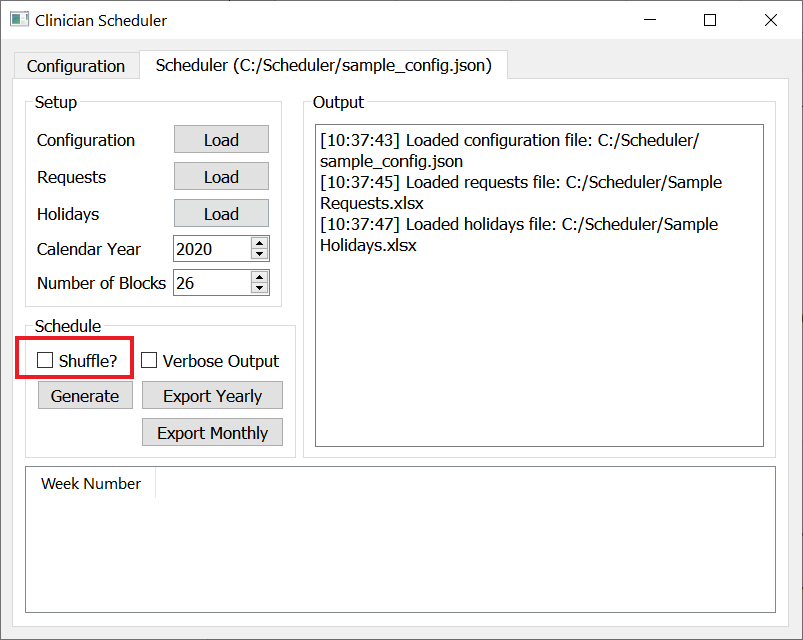 Clinician Scheduler
Configuration
Scheduler (C:/Scheduler/sample_config.json)
Setup
Configuration Load
Requests Load
Holidays Load
Calendar Year 2020
Number of Blocks 26
Schedule
Shuffle? Verbose Output
Generate Export Yearly
Export Monthly
Output
[10:37:43] Loaded configuration file: C:/Scheduler/
sample_config.json
[10:37:45] Loaded requests file: C:/Scheduler/Sample
Requests.xlsx
[10:37:47] Loaded holidays file: C:/Scheduler/Sample
Holidays.xlsx
Week Number